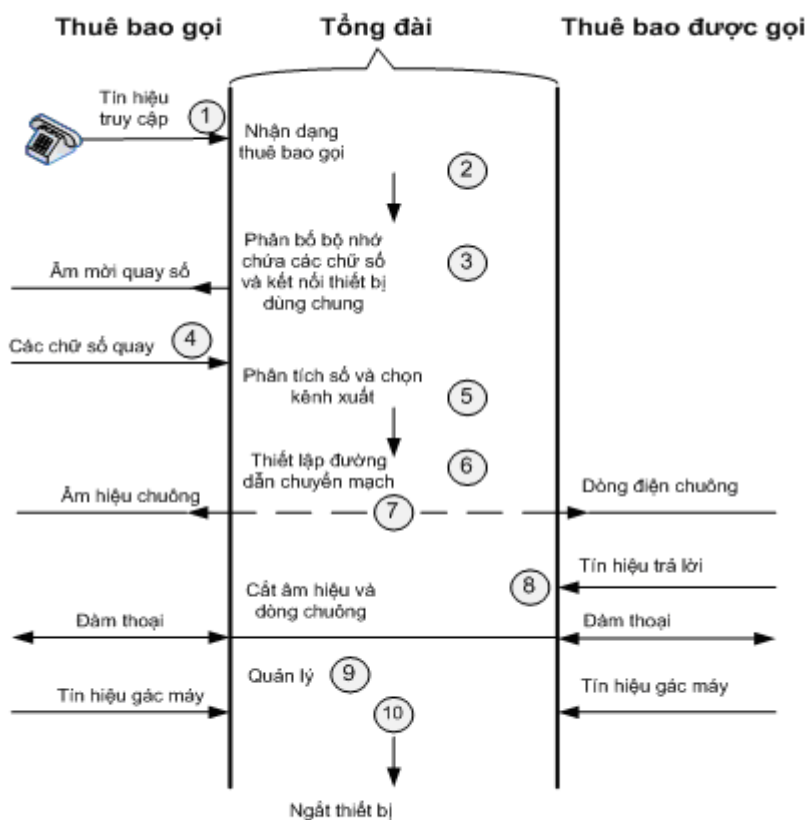 Thuê bao gọi
Tổng đài
Thuê bao được gọi
Tín hiệu
truy cập
1
Nhận dạng
thuê bao gọi
2
Phân bố bộ nhớ
chứa các chữ số
và kết nối thiết bị
dùng chung
3
Âm mời quay số
Các chữ số quay
4
Phân tích số và chọn
kênh xuất
5
Thiết lập đường
dẫn chuyển mạch
6
Âm hiệu chuông
7
Dòng điện chuông
Tín hiệu trả lời
8
Cắt âm hiệu và
dòng chuông
Đàm thoại
Đàm thoại
Quản lý
9
Tín hiệu gác máy
10
Tín hiệu gác máy
Ngắt thiết bị